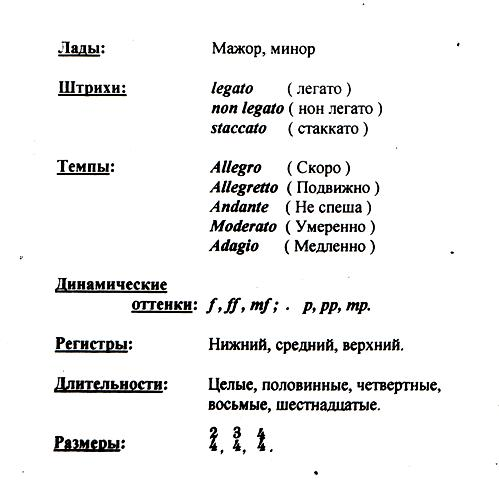 Лады: Мажор, минор
Штрихи: legato ( легато )
non legato ( нон легато )
staccato ( стаккато )
Темпы: Allegro ( Скоро )
Allegretto ( Подвижно )
Andante ( Не спеша )
Moderato ( Умеренно )
Adagio ( Медленно )
Динамические
оттенки: f, ff, mf ; . p, pp, mp.
Регистры: Нижний, средний, верхний.
Длительности: Целые, половинные, четвертные,
восьмые, шестнадцатые.
Размеры: 2/4, 3/4, 4/4.